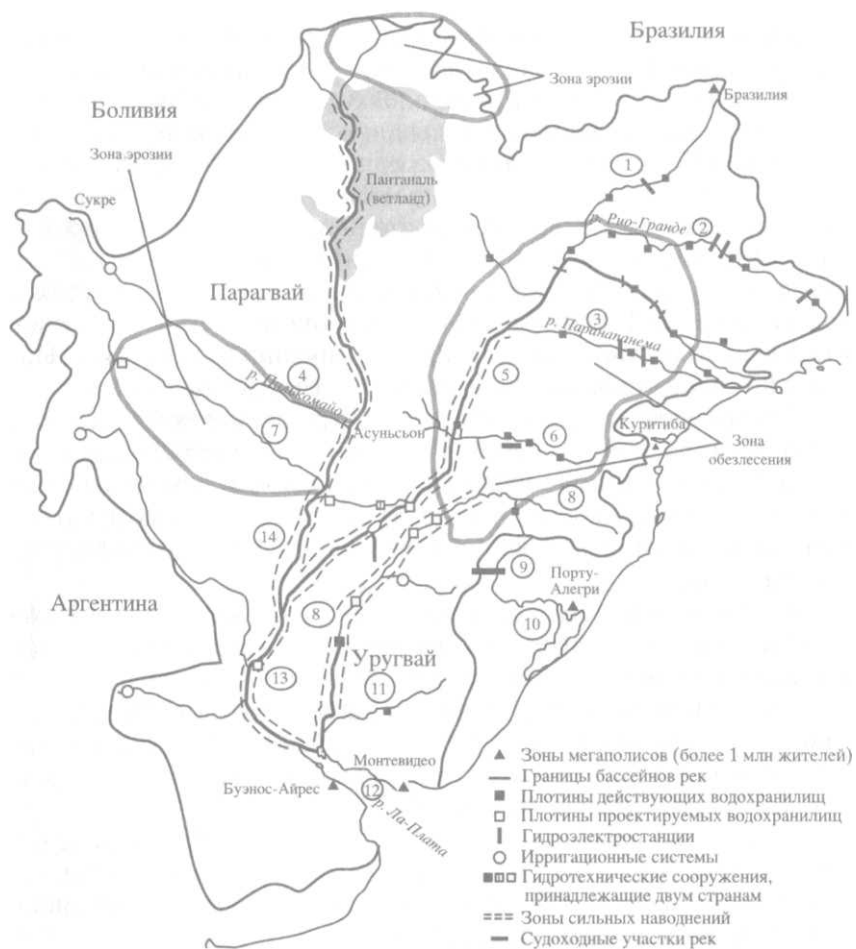 Бразилия
Зона эрозии
Бразилия
Боливия
Зона эрозии
Сукре
Пантаналь
(ветланд)
1
р. Рио-Гранде
2
Парагвай
3
р. Паранапанема
4
р. Пилькомайо
5
Асуньсьон
7
6
Куритиба
Зона
обезлесения
8
14
9
Порту-
Алегри
Аргентина
8
10
Уругвай
13
11
Монтевидео
Буэнос-Айрес
12
р. Ла-Плата
Зоны мегаполисов (более 1 млн жителей)
Границы бассейнов рек
Плотины действующих водохранилищ
Плотины проектируемых водохранилищ
Гидроэлектростанции
Ирригационные системы
Гидротехнические сооружения,
принадлежащие двум странам
Зоны сильных наводнений
Судоходные участки рек